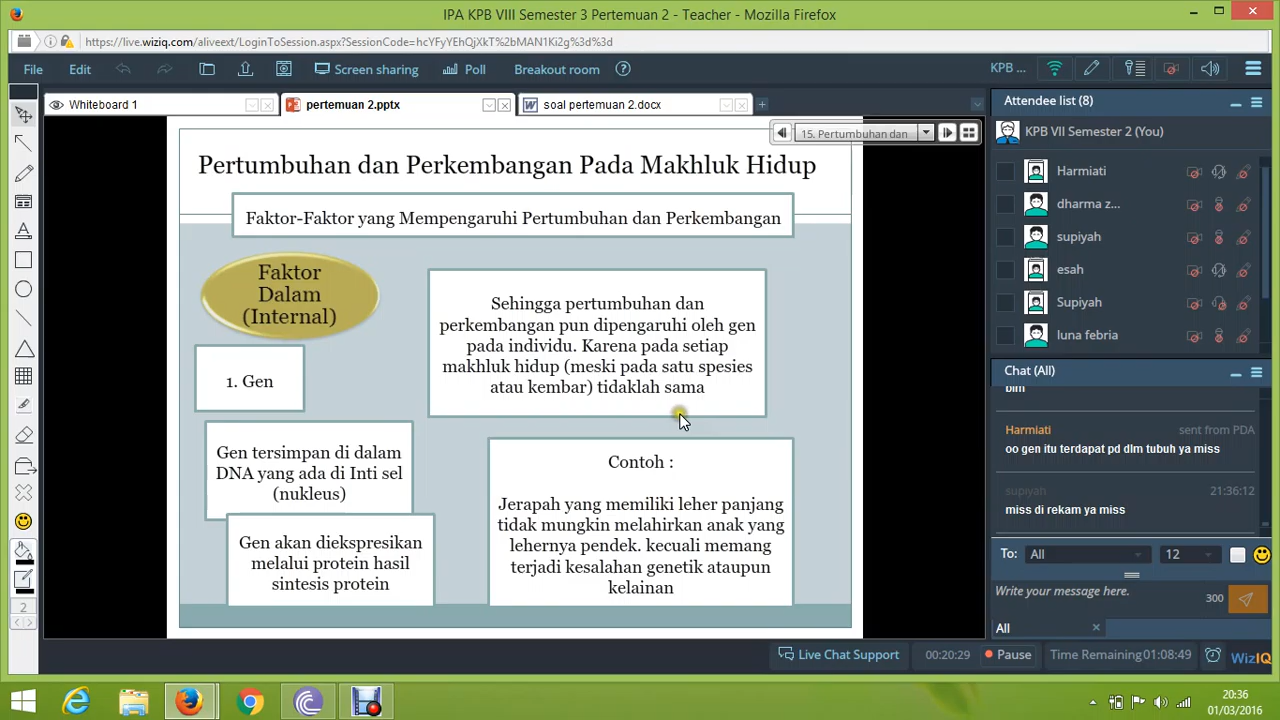 IPA KPB VIII Semester 3 Pertemuan 2 - Teacher - Mozilla Firefox
https://live.wiziq.com/aliveext/LoginToSession.aspx?SessionCode=hcYFyYEhQjXkT%2bMAN1Ki2g%3d%3d
File Edit Screen sharing Poll Breakout room ? KPB ...
Whiteboard 1 pertemuan 2.pptx soal pertemuan 2.docx
15. Pertumbuhan dan
Pertumbuhan dan Perkembangan Pada Makhluk Hidup
Faktor-Faktor yang Mempengaruhi Pertumbuhan dan Perkembangan
Faktor
Dalam
(Internal)
1. Gen
Gen tersimpan di dalam
DNA yang ada di Inti sel
(nukleus)
Gen akan diekspresikan
melalui protein hasil
sintesis protein
Sehingga pertumbuhan dan
perkembangan pun dipengaruhi oleh gen
pada individu. Karena pada setiap
makhluk hidup (meski pada satu spesies
atau kembar) tidaklah sama
Contoh :
Jerapah yang memiliki leher panjang
tidak mungkin melahirkan anak yang
lehernya pendek. kecuali memang
terjadi kesalahan genetik ataupun
kelainan
2
Attendee list (8)
KPB VII Semester 2 (You)
Harmiati
dharma z...
supiyah
esah
Supiyah
luna febria
Chat (All)
Harmiati sent from PDA
oo gen itu terdapat pd dlm tubuh ya miss
supiyah 21:36:12
miss di rekam ya miss
To: All 12
Write your message here. 300
All
Live Chat Support 00:20:29 Pause Time Remaining01:08:49 WizIQ
20:36
01/03/2016